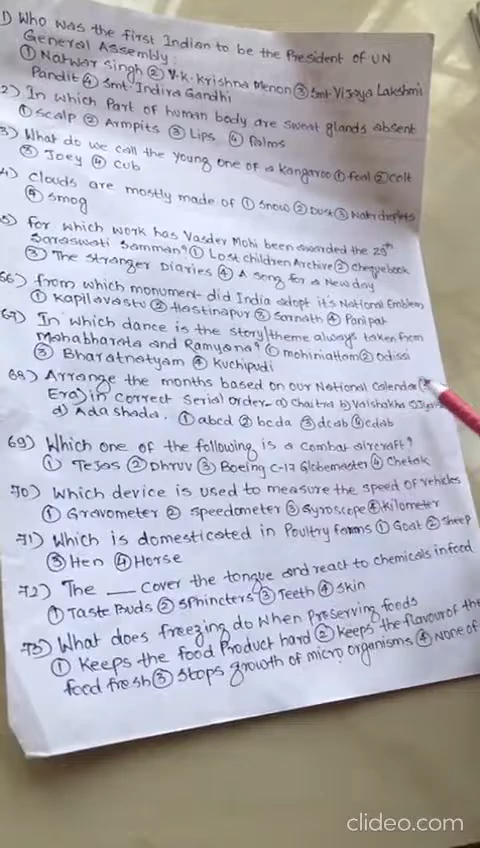 1) Who was the first Indian to be the President of UN
General Assembly:
① Natwar Singh ② V.K. Krishna Menon ③ Smt. Vijaya Lakshmi
Pandit ④ Smt. Indira Gandhi
2) In which Part of human body are sweat glands absent
① Scalp ② Armpits ③ Lips ④ Palms
3) What do we call the young one of a Kangaroo ① foal ② Colt
③ Joey ④ Cub
4) Clouds are mostly made of ① Snow ② Dust ③ Water droplets
④ Smog
5) For which work has Vasdev Mohi been awarded the 29th
Saraswati Samman? ① Lost children Archive ② Chequebook
③ The Stranger Diaries ④ A Song for a New day
66) from which monument did India adopt it's National Emblem
① Kapilavastu ② Hastinapur ③ Sarnath ④ Panipat
67) In which dance is the story/theme always taken from
Mahabharata and Ramyana? ① mohiniattam ② Odissi
③ Bharatnatyam ④ Kuchipudi
68) Arrange the months based on our National Calendar
Era) in correct Serial order- a) Chaitra b) Vaishakha
d) Adashada. ① abcd ② bcda ③ dcab ④ cdab
69) Which one of the following is a Combat aircraft?
① Tejas ② Dhruv ③ Boeing C-17 Globemaster ④ Chetak
70) Which device is used to measure the speed of vehicles
① Gravometer ② Speedometer ③ Gyroscope ④ Kilometer
71) Which is domesticated in Poultry farms ① Goat ② Sheep
③ Hen ④ Horse
72) The __ cover the tongue and react to chemicals in food
① Taste Buds ② Sphincters ③ Teeth ④ Skin
73) What does freezing do when Preserving foods
① Keeps the food Product hard ② Keeps the flavour of the
food fresh ③ Stops growth of micro organisms ④ None of
clideo.com